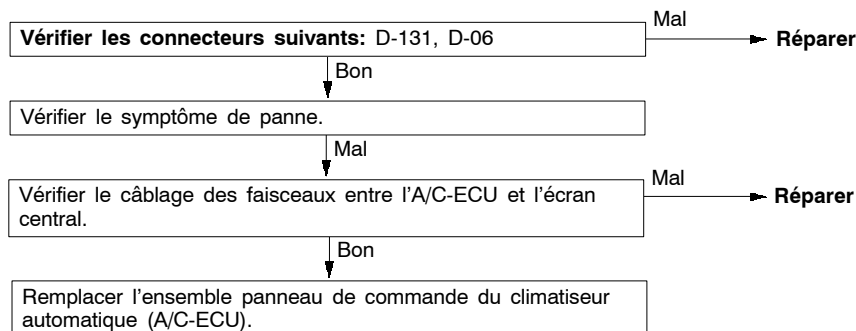 Vérifier les connecteurs suivants: D-131, D-06
Mal
Réparer
Bon
Vérifier le symptôme de panne.
Mal
Vérifier le câblage des faisceaux entre l'A/C-ECU et l'écran
central.
Mal
Réparer
Bon
Remplacer l'ensemble panneau de commande du climatiseur
automatique (A/C-ECU).